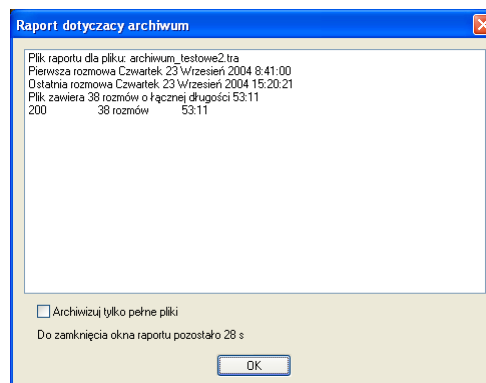 Raport dotyczacy archiwum
Plik raportu dla pliku: archiwum_testowe2.tra
Pierwsza rozmowa Czwartek 23 Wrzesień 2004 8:41:00
Ostatnia rozmowa Czwartek 23 Wrzesień 2004 15:20:21
Plik zawiera 38 rozmów o łącznej długości 53:11
200 38 rozmów 53:11
Archiwizuj tylko pełne pliki
Do zamknięcia okna raportu pozostało 28 s
OK